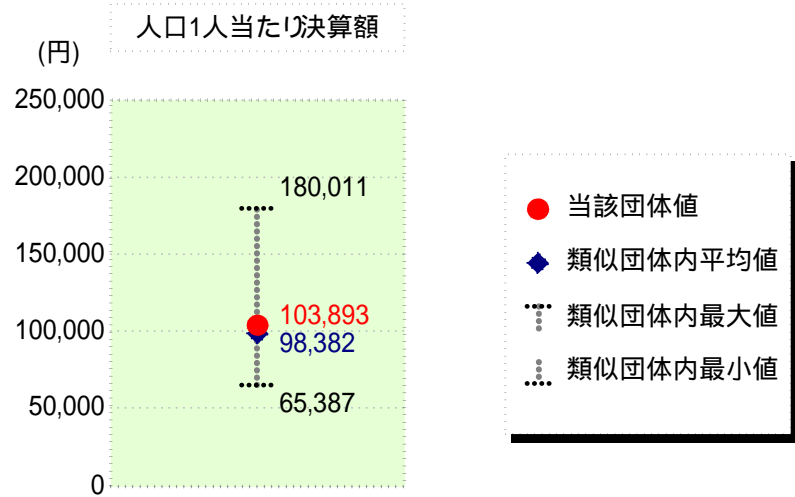 人口1人当たり決算額
(円)
250,000
200,000
180,011
150,000
103,893
100,000
98,382
65,387
50,000
0
当該団体値
類似団体内平均値
類似団体内最大値
類似団体内最小値